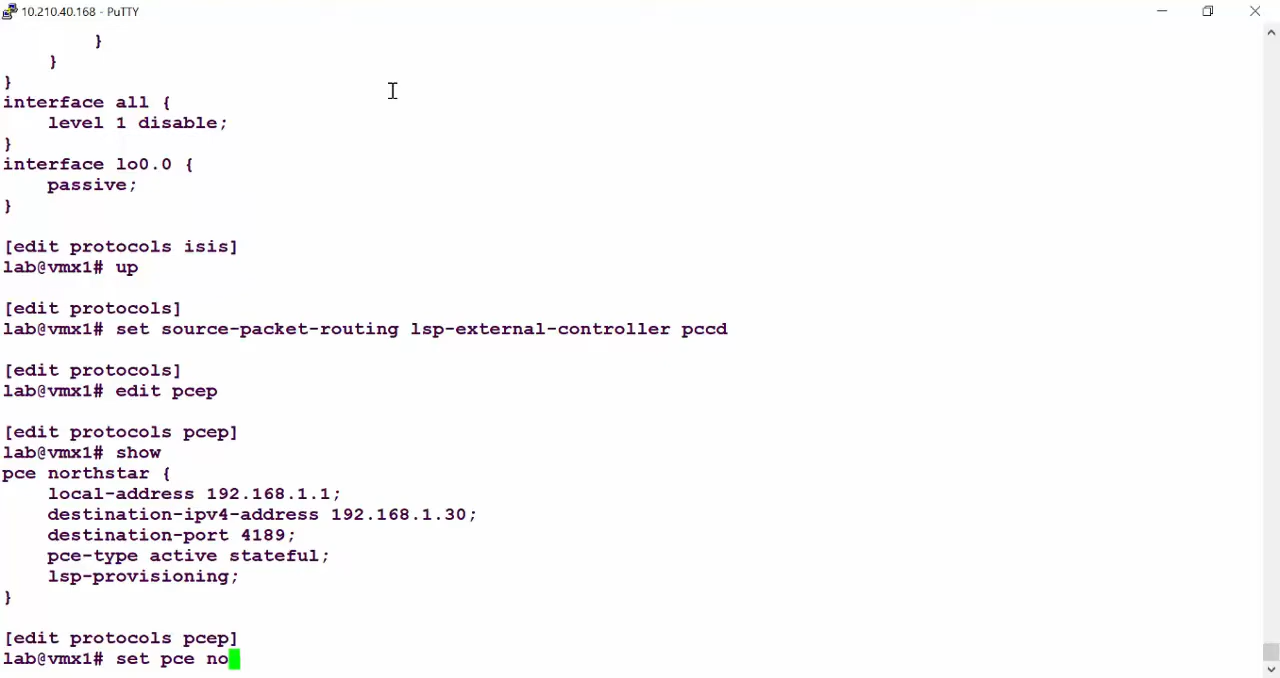 10.210.40.168 - PuTTY
}
}
}
interface all {
level 1 disable;
}
interface lo0.0 {
passive;
}
[edit protocols isis]
lab@vmx1# up
[edit protocols]
lab@vmx1# set source-packet-routing lsp-external-controller pccd
[edit protocols]
lab@vmx1# edit pcep
[edit protocols pcep]
lab@vmx1# show
pce northstar {
local-address 192.168.1.1;
destination-ipv4-address 192.168.1.30;
destination-port 4189;
pce-type active stateful;
lsp-provisioning;
}
[edit protocols pcep]
lab@vmx1# set pce no